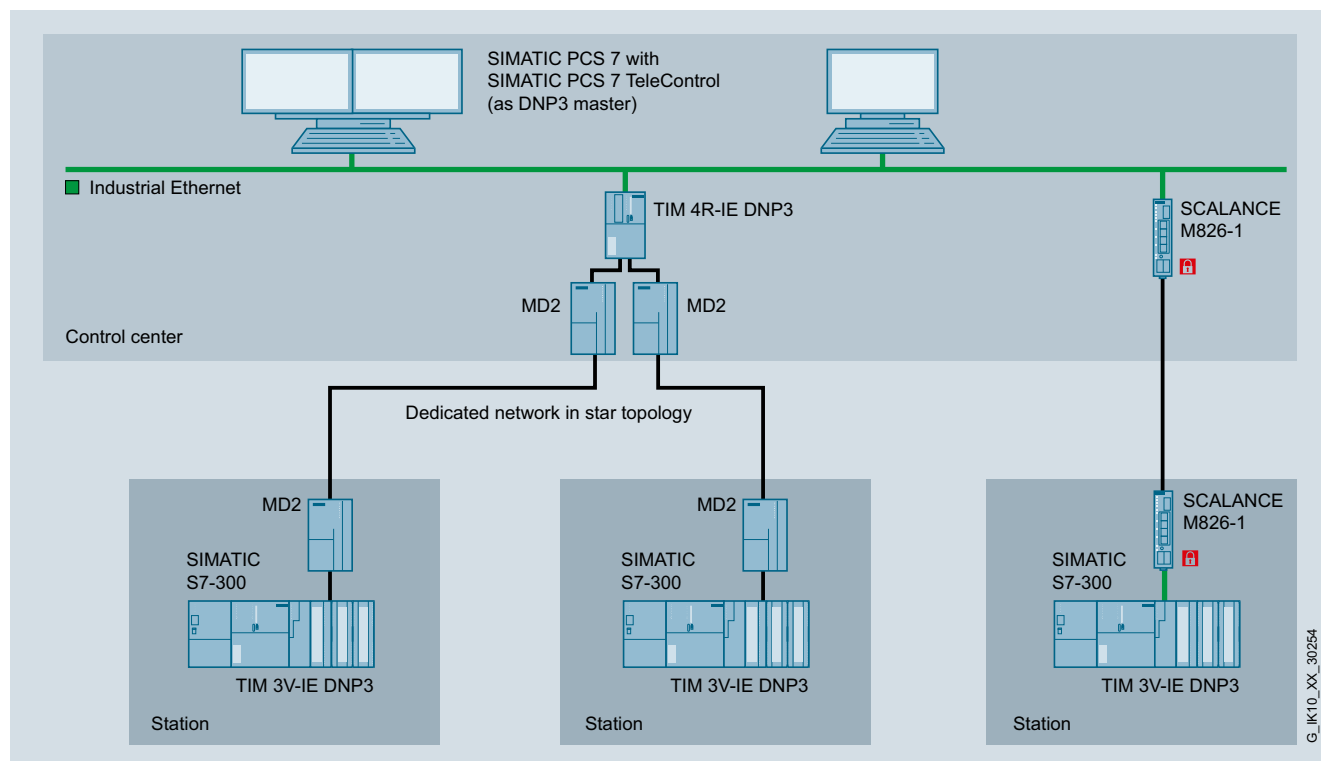 SIMATIC PCS 7 with
SIMATIC PCS 7 TeleControl
(as DNP3 master)
Industrial Ethernet
TIM 4R-IE DNP3
SCALANCE
M826-1
MD2
MD2
Control center
Dedicated network in star topology
MD2
SIMATIC
S7-300
TIM 3V-IE DNP3
Station
MD2
SIMATIC
S7-300
TIM 3V-IE DNP3
Station
SCALANCE
M826-1
SIMATIC
S7-300
TIM 3V-IE DNP3
Station
G_IK10_XX_30254